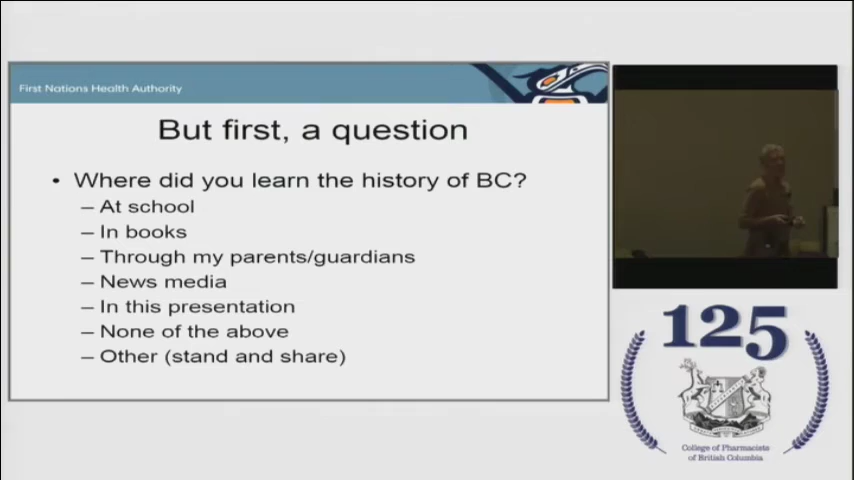 First Nations Health Authority
But first, a question
• Where did you learn the history of BC?
– At school
– In books
– Through my parents/guardians
– News media
– In this presentation
– None of the above
– Other (stand and share)
125
College of Pharmacists
of British Columbia